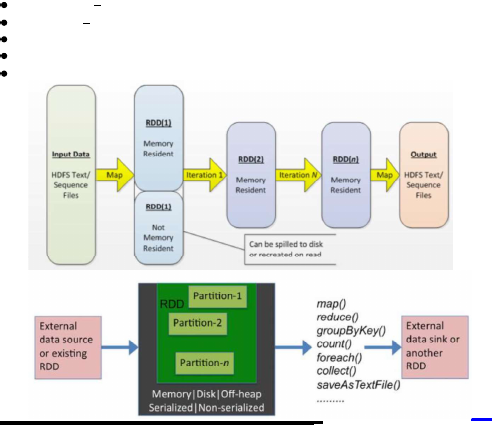 RDD(1)
Memory
Resident
Input Data
HDFS Text/
Sequence
Files
Map
Iteration 1
RDD(2)
Memory
Resident
Iteration N
RDD(n)
Memory
Resident
Map
Output
HDFS Text/
Sequence
Files
RDD(1)
Not
Memory
Resident
Can be spilled to disk
or recreated on read
External
data source
or existing
RDD
RDD
Partition-1
Partition-2
Partition-n
Memory|Disk|Off-heap
Serialized|Non-serialized
map()
reduce()
groupByKey()
count()
foreach()
collect()
saveAsTextFile()
.........
External
data sink or
another
RDD